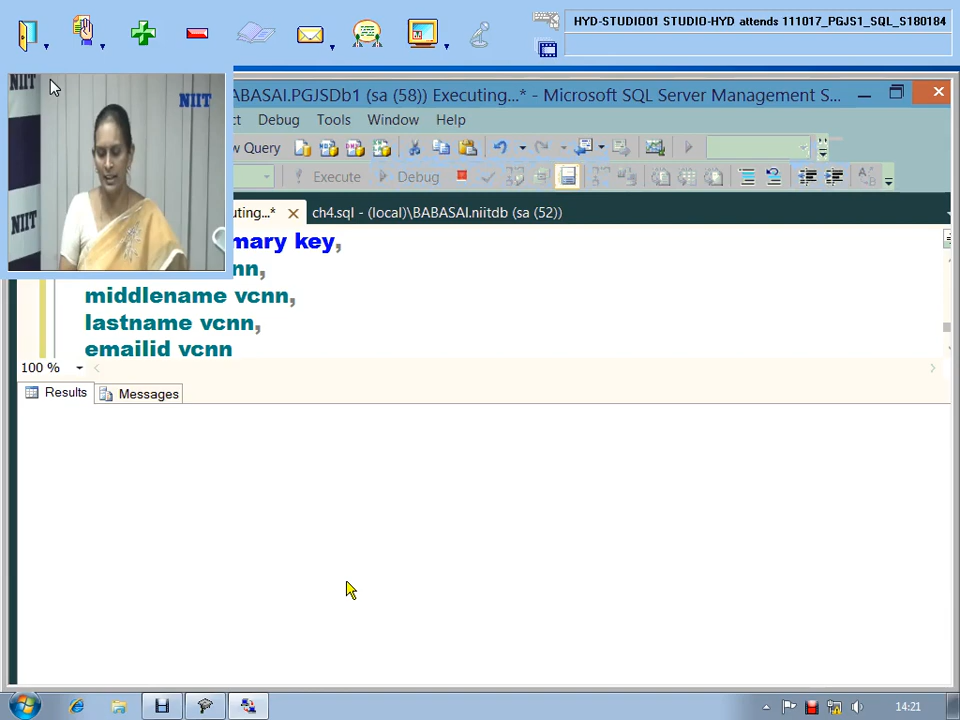 HYD-STUDIO01 STUDIO-HYD attends 111017_PGJS1_SQL_S180184
NIIT
NIIT
NIIT
ABASAI.PGJSDb1 (sa (58)) Executing...* - Microsoft SQL Server Management S...
ct Debug Tools Window Help
w Query
Execute Debug
uting...* ch4.sql - (local)\BABASAI.niitdb (sa (52))
mary key,
nn,
middlename vcnn,
lastname vcnn,
emailid vcnn
100 %
Results Messages
14:21